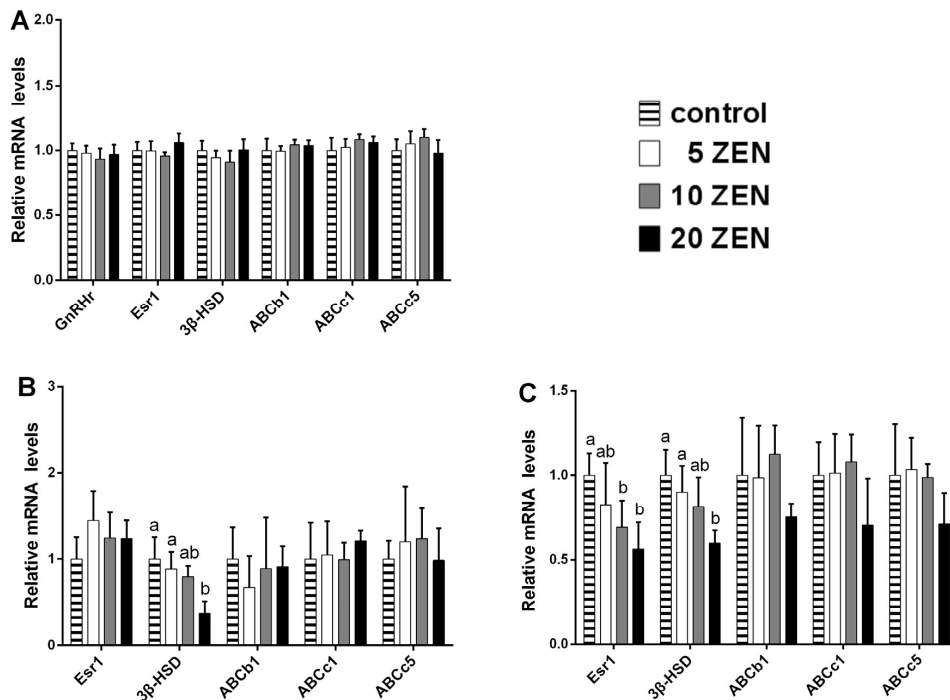 A
Relative mRNA levels
2.0
1.5
1.0
0.5
0.0
GnRHr
Esr1
3β-HSD
ABCb1
ABCc1
ABCc5
control
5 ZEN
10 ZEN
20 ZEN
B
Relative mRNA levels
3
2
1
0
a
a
ab
b
Esr1
3β-HSD
ABCb1
ABCc1
ABCc5
C
Relative mRNA levels
1.5
1.0
0.5
0.0
a
ab
b
b
a
a
ab
b
Esr1
3β-HSD
ABCb1
ABCc1
ABCc5